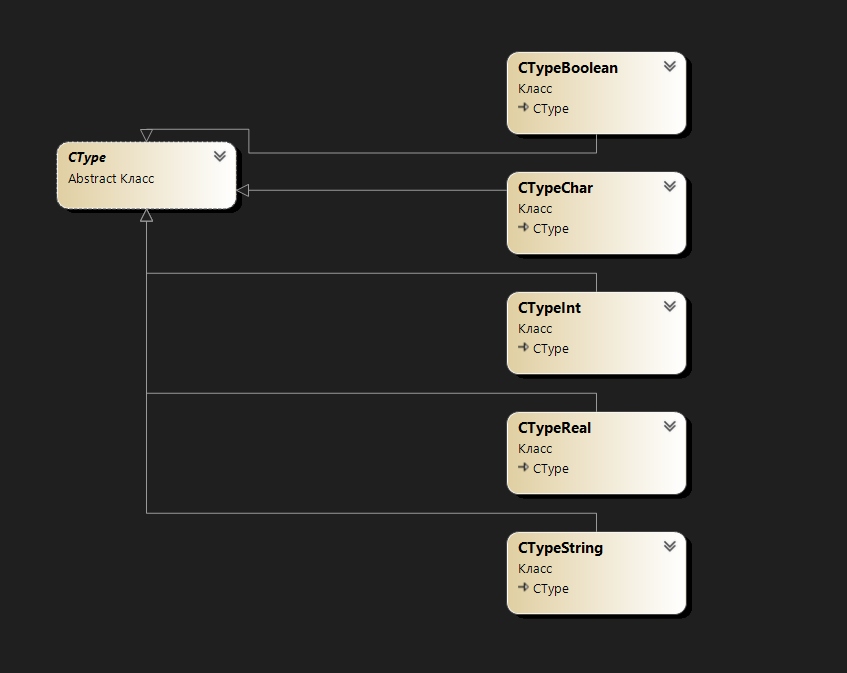 CTypeBoolean
Класс
CType
CType
Abstract Класс
CTypeChar
Класс
CType
CTypeInt
Класс
CType
CTypeReal
Класс
CType
CTypeString
Класс
CType